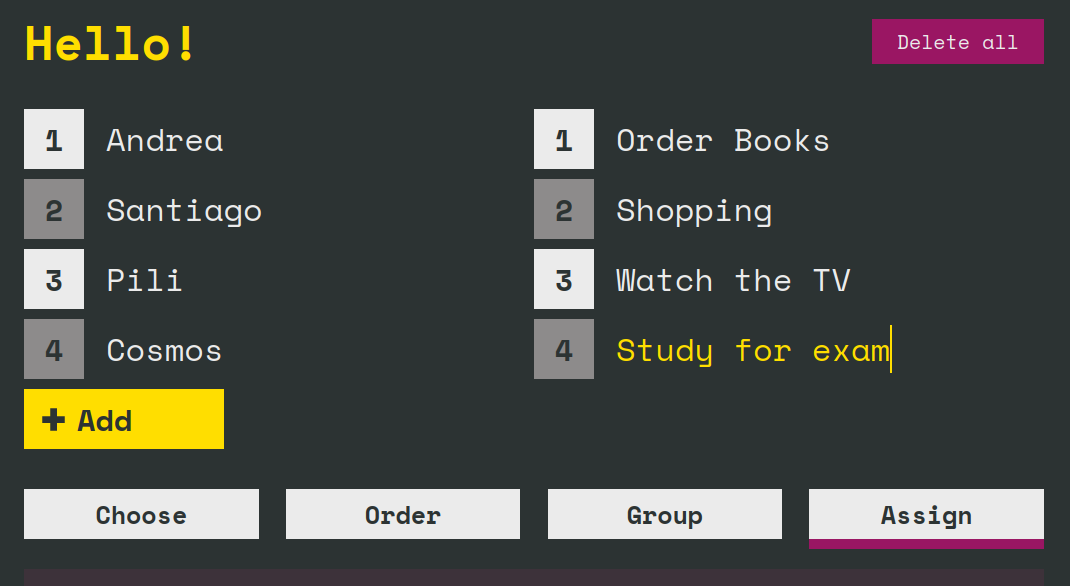 Hello!
Delete all
1 Andrea
2 Santiago
3 Pili
4 Cosmos
+ Add
1 Order Books
2 Shopping
3 Watch the TV
4 Study for exam
Choose
Order
Group
Assign